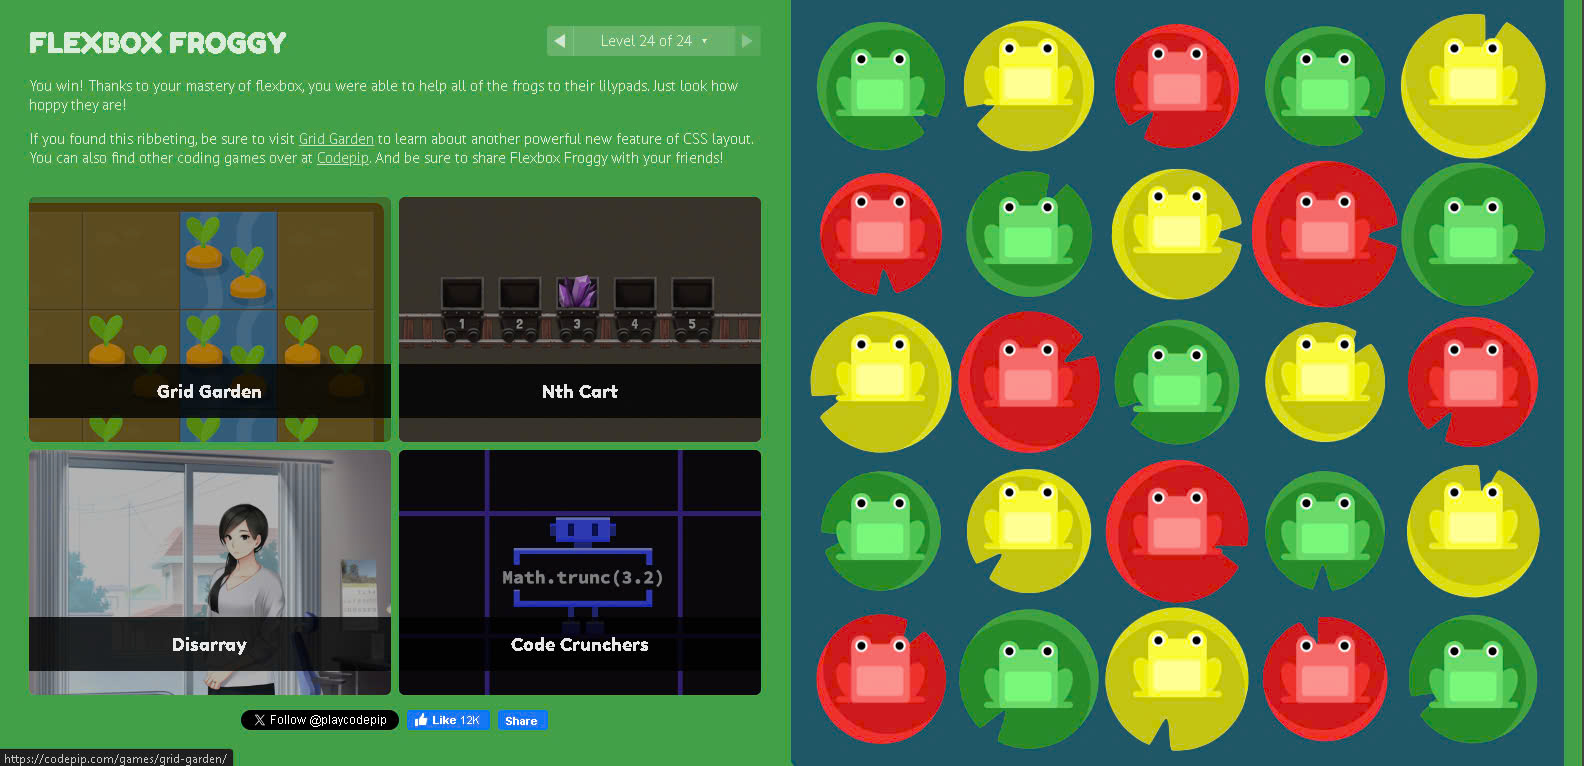 FLEXBOX FROGGY
Level 24 of 24
You win! Thanks to your mastery of flexbox, you were able to help all of the frogs to their lilypads. Just look how
hoppy they are!
If you found this ribbeting, be sure to visit Grid Garden to learn about another powerful new feature of CSS layout.
You can also find other coding games over at Codepip. And be sure to share Flexbox Froggy with your friends!
1 2 3 4 5
Grid Garden
Nth Cart
Math.trunc(3.2)
Disarray
Code Crunchers
Follow @playcodepip
Like 12K
Share
https://codepip.com/games/grid-garden/